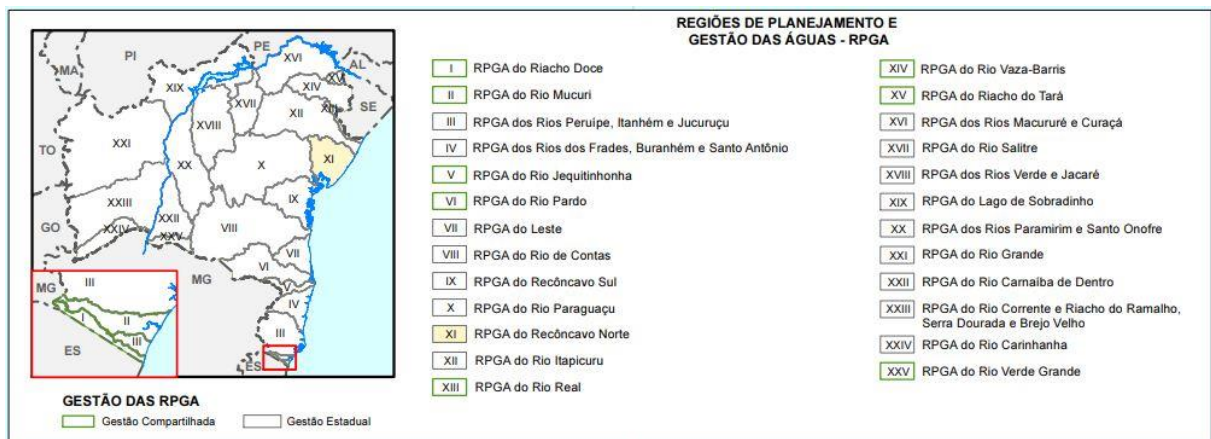 REGIÕES DE PLANEJAMENTO E
GESTÃO DAS ÁGUAS - RPGA
PI
PE
MA
AL
SE
TO
GO
MG
ES
XVI
XV
XIX
XIV
XVII
XIII
XII
XVIII
XXI
XX
X
XI
IX
XXIII
XXII
VIII
XXIV
XXV
VII
VI
V
IV
III
ES
MG
III
I
II
III
ES
GESTÃO DAS RPGA
Gestão Compartilhada
Gestão Estadual
I RPGA do Riacho Doce
II RPGA do Rio Mucuri
III RPGA dos Rios Peruípe, Itanhém e Jucuruçu
IV RPGA dos Rios dos Frades, Buranhém e Santo Antônio
V RPGA do Rio Jequitinhonha
VI RPGA do Rio Pardo
VII RPGA do Leste
VIII RPGA do Rio de Contas
IX RPGA do Recôncavo Sul
X RPGA do Rio Paraguaçu
XI RPGA do Recôncavo Norte
XII RPGA do Rio Itapicuru
XIII RPGA do Rio Real
XIV RPGA do Rio Vaza-Barris
XV RPGA do Riacho do Tará
XVI RPGA dos Rios Macururé e Curaçá
XVII RPGA do Rio Salitre
XVIII RPGA dos Rios Verde e Jacaré
XIX RPGA do Lago de Sobradinho
XX RPGA dos Rios Paramirim e Santo Onofre
XXI RPGA do Rio Grande
XXII RPGA do Rio Carnaíba de Dentro
XXIII RPGA do Rio Corrente e Riacho do Ramalho,
Serra Dourada e Brejo Velho
XXIV RPGA do Rio Carinhanha
XXV RPGA do Rio Verde Grande